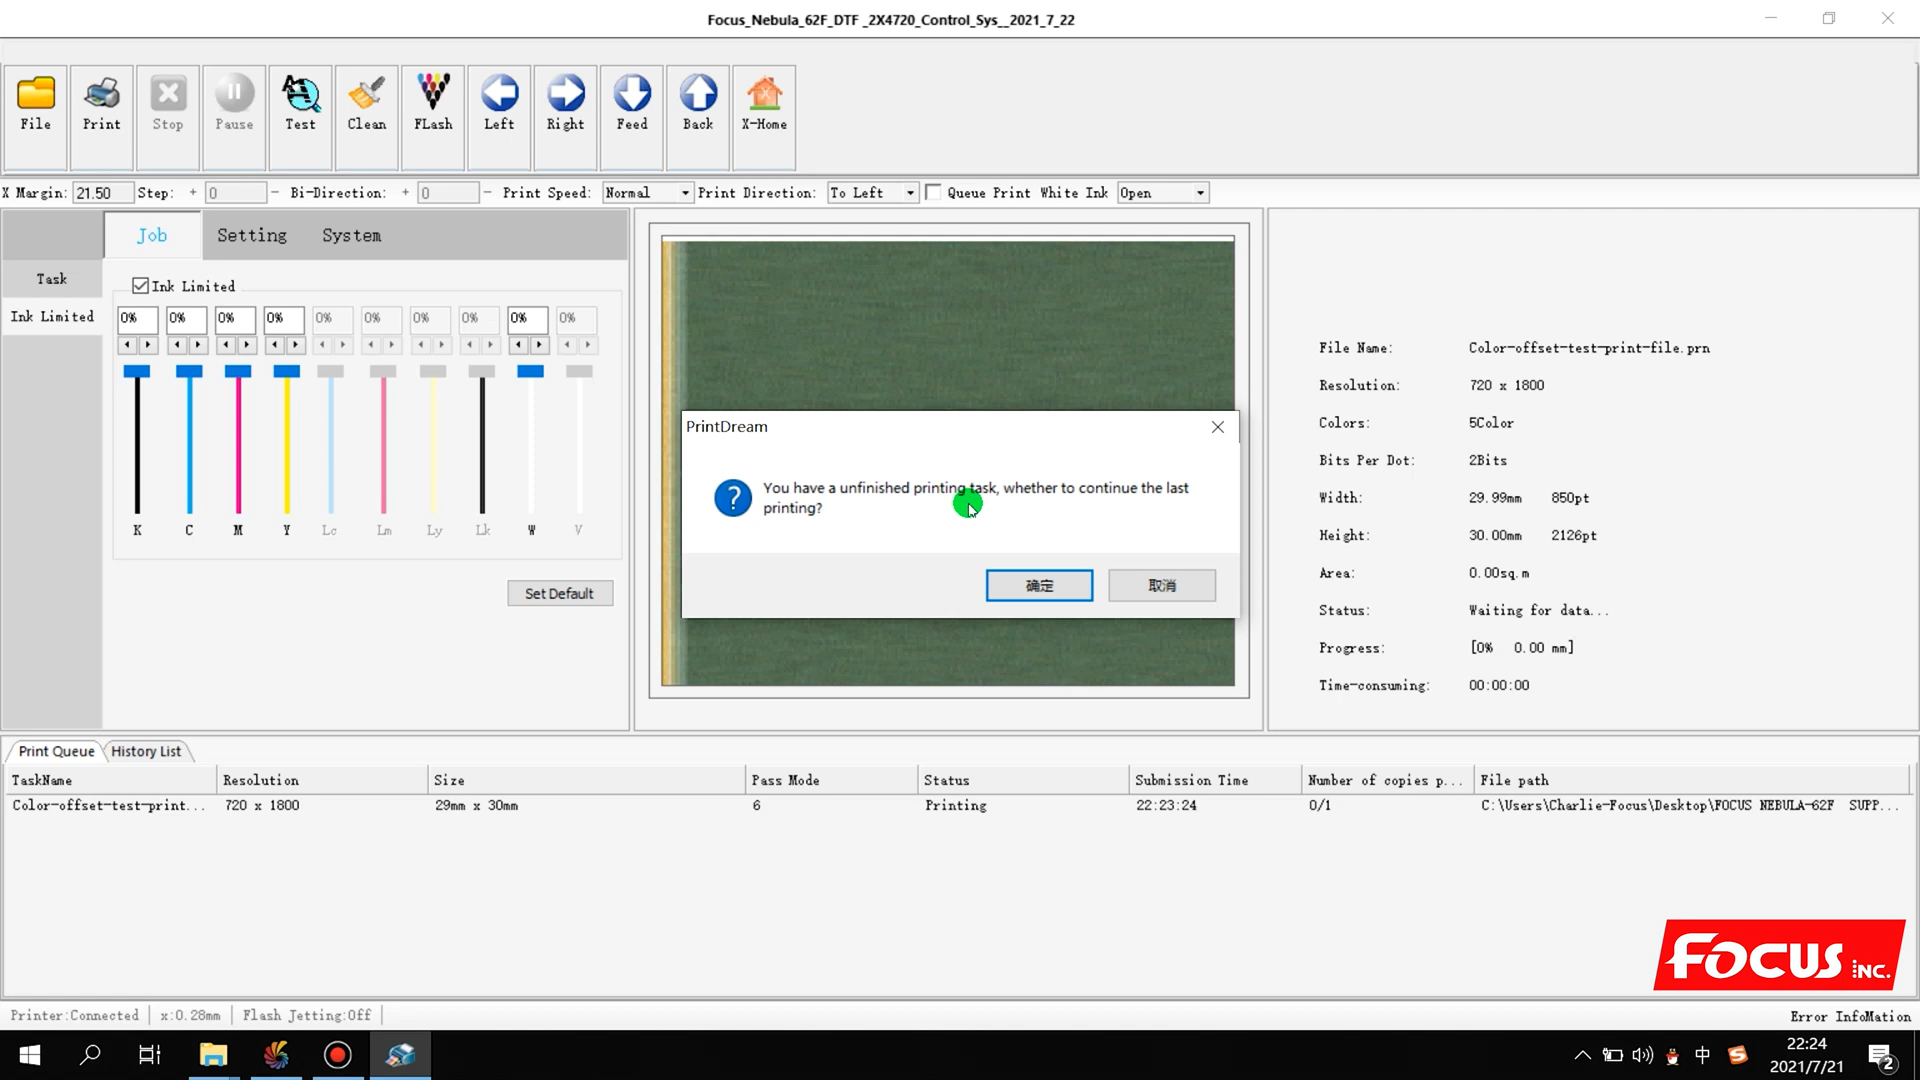 Focus_Nebula_62F_DTF _2X4720_Control_Sys__2021_7_22
File Print Stop Pause Test Clean FLash Left Right Feed Back X-Home
X Margin: 21.50 Step: + 0 - Bi-Direction: + 0 - Print Speed: Normal Print Direction: To Left Queue Print White Ink Open
Job Setting System
Task
Ink Limited
Ink Limited
0% 0% 0% 0% 0% 0% 0% 0% 0% 0%
K C M Y Lc Lm Ly Lk W V
Set Default
PrintDream
You have a unfinished printing task, whether to continue the last
printing?
确定 取消
File Name: Color-offset-test-print-file.prn
Resolution: 720 x 1800
Colors: 5Color
Bits Per Dot: 2Bits
Width: 29.99mm 850pt
Height: 30.00mm 2126pt
Area: 0.00sq.m
Status: Waiting for data...
Progress: [0% 0.00 mm]
Time-consuming: 00:00:00
Print Queue History List
TaskName Resolution Size Pass Mode Status Submission Time Number of copies p... File path
Color-offset-test-print... 720 x 1800 29mm x 30mm 6 Printing 22:23:24 0/1 C:\Users\Charlie-Focus\Desktop\FOCUS NEBULA-62F SUPP...
FOCUS INC.
Printer:Connected x:0.28mm Flash Jetting:Off Error InfoMation
中 S 22:24
2021/7/21 2